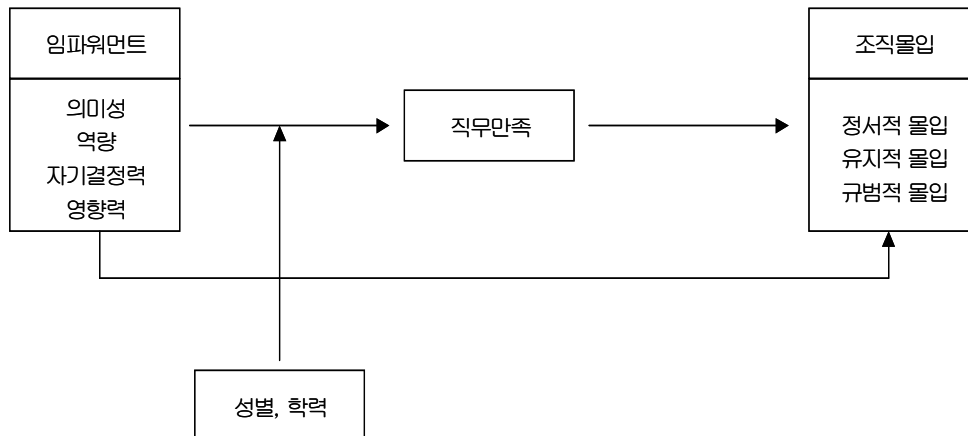 임파워먼트
의미성
역량
자기결정력
영향력
직무만족
조직몰입
정서적 몰입
유지적 몰입
규범적 몰입
성별, 학력